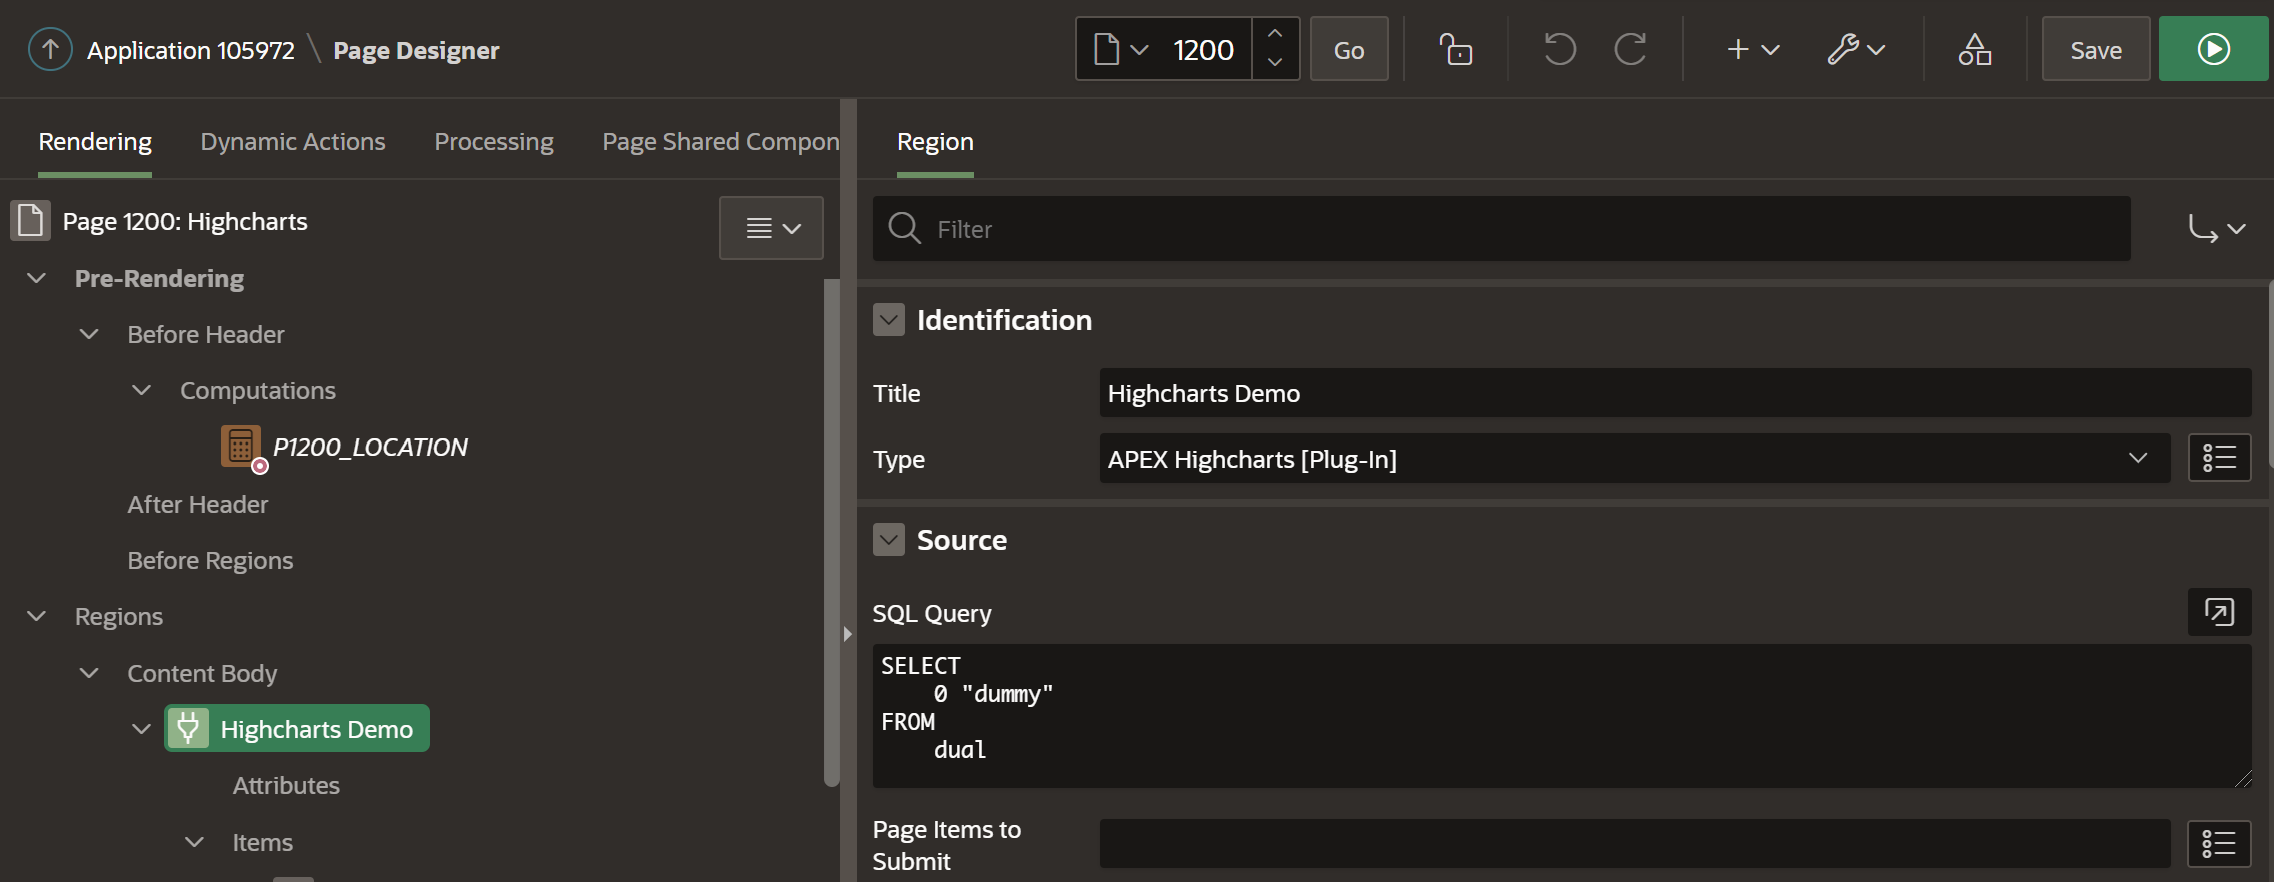 Application 105972 \ Page Designer
1200
Go
Save
Rendering
Dynamic Actions
Processing
Page Shared Compon
Page 1200: Highcharts
Pre-Rendering
Before Header
Computations
P1200_LOCATION
After Header
Before Regions
Regions
Content Body
Highcharts Demo
Attributes
Items
Region
Filter
Identification
Title
Highcharts Demo
Type
APEX Highcharts [Plug-In]
Source
SQL Query
SELECT
    0 "dummy"
FROM
    dual
Page Items to
Submit